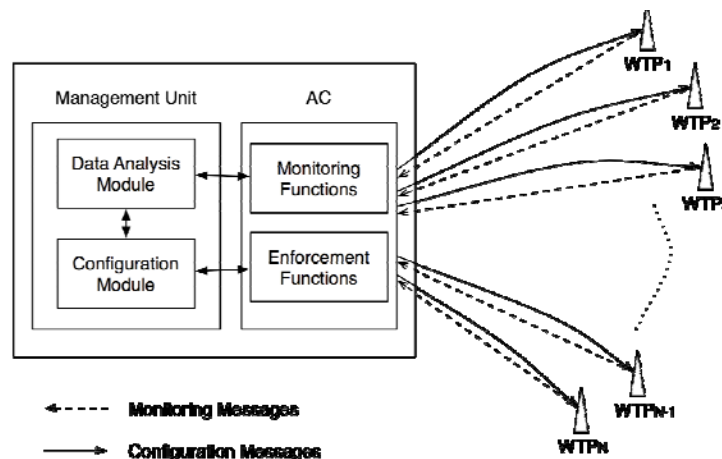 WTP1
Management Unit
AC
WTP2
Data Analysis
Module
Monitoring
Functions
WTP
Configuration
Module
Enforcement
Functions
WTPN-1
Monitoring Messages
WTPN
Configuration Messages